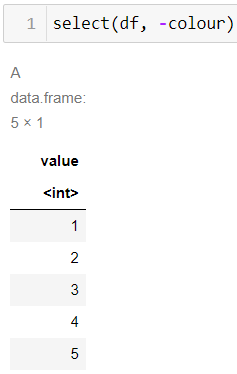 1 select(df, -colour)
A
data.frame:
5 × 1
value
<int>
1
2
3
4
5